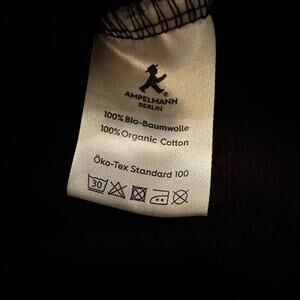 AMPELMANN®
BERLIN
100% Bio-Baumwolle
100% Organic Cotton
Öko-Tex Standard 100
30